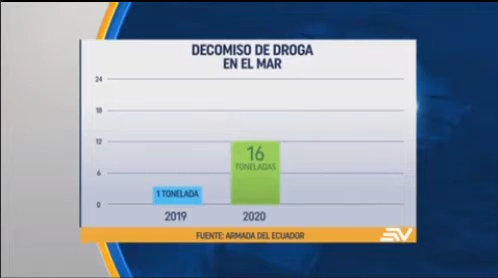 DECOMISO DE DROGA
EN EL MAR
24
18
12
6
0
1 TONELADA
16
TONELADAS
2019
2020
FUENTE: ARMADA DEL ECUADOR